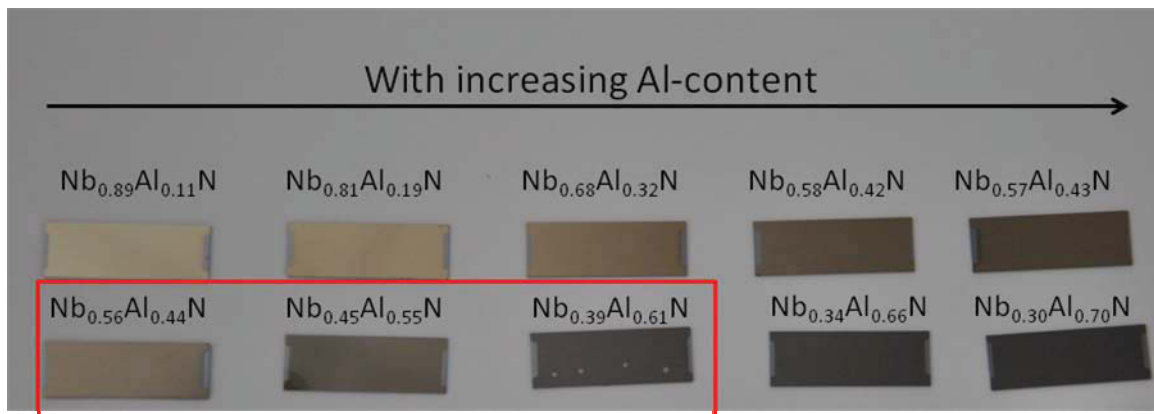 With increasing Al-content
Nb₀.₈₉Al₀.₁₁N Nb₀.₈₁Al₀.₁₉N Nb₀.₆₈Al₀.₃₂N Nb₀.₅₈Al₀.₄₂N Nb₀.₅₇Al₀.₄₃N
Nb₀.₅₆Al₀.₄₄N Nb₀.₄₅Al₀.₅₅N Nb₀.₃₉Al₀.₆₁N Nb₀.₃₄Al₀.₆₆N Nb₀.₃₀Al₀.₇₀N